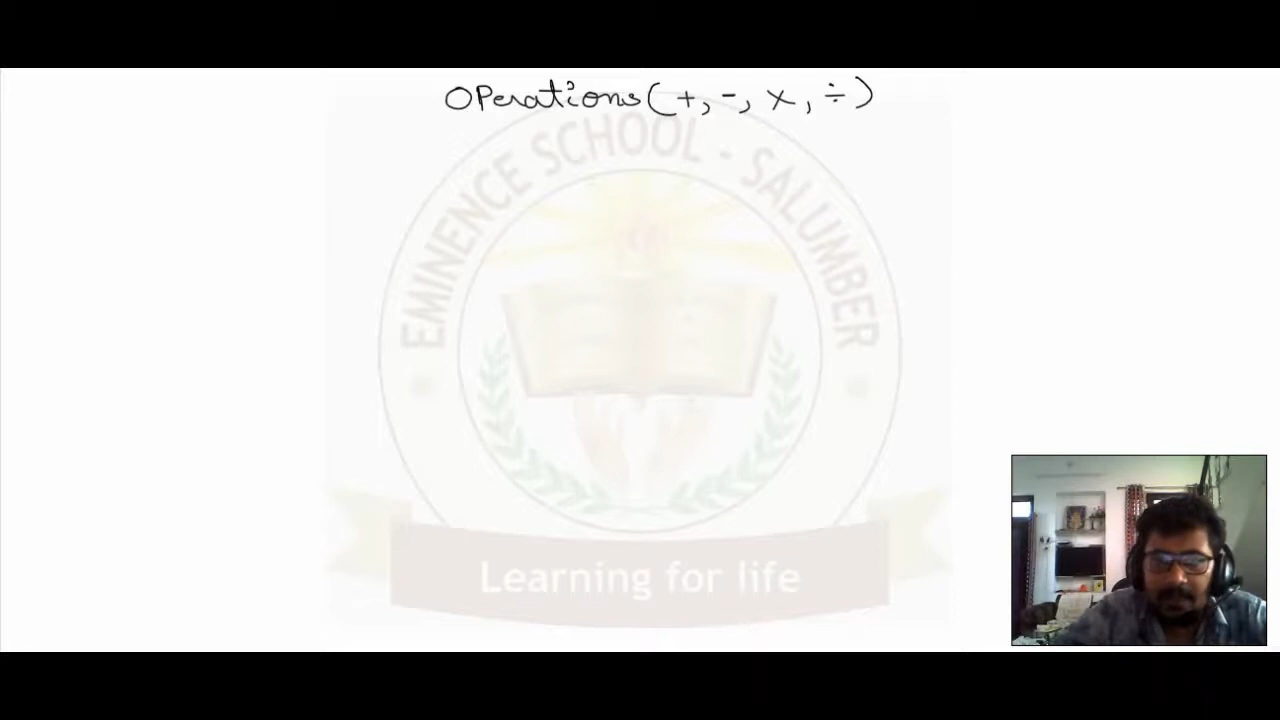 OPerations (+, -, ×, ÷)
EMINENCE SCHOOL - SALUMBER
Learning for life